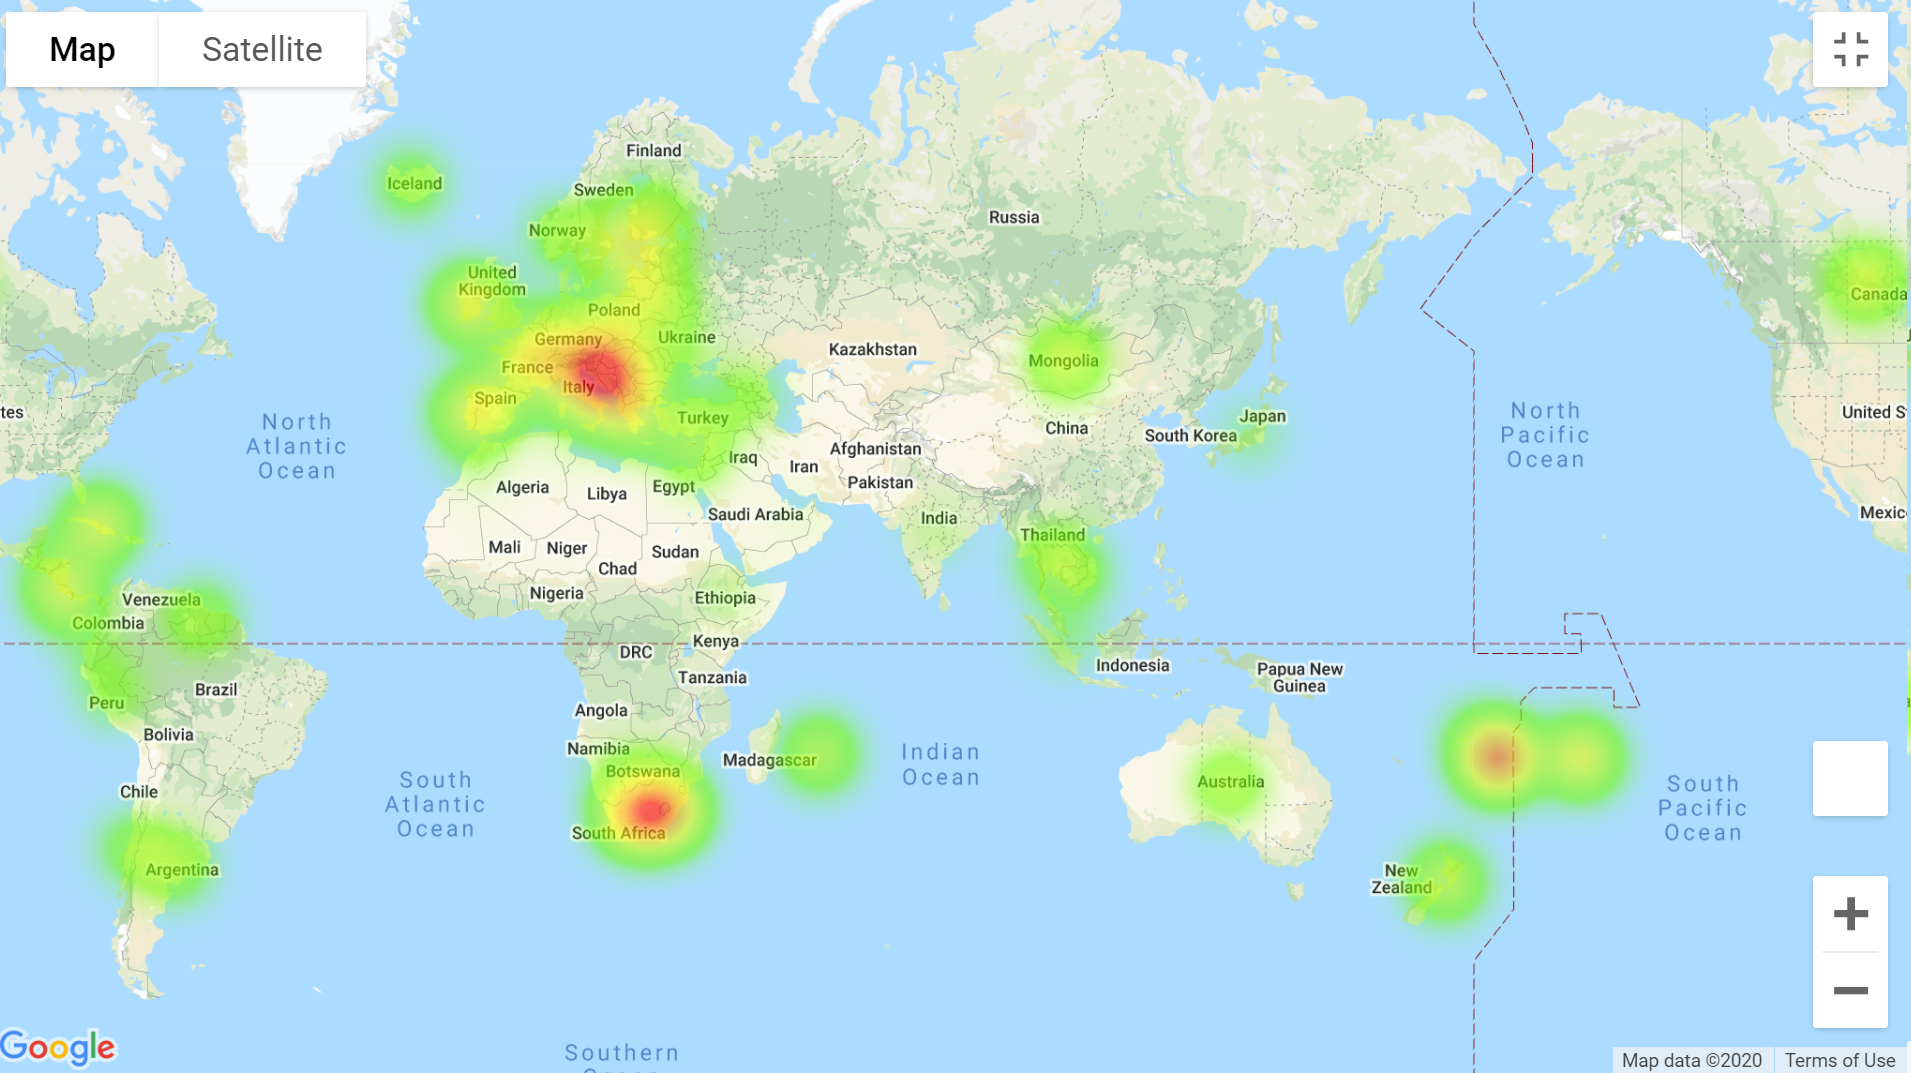 Map
Satellite
Finland
Iceland
Sweden
Russia
Norway
United
Kingdom
Canada
Poland
Ukraine
Germany
Kazakhstan
Mongolia
France
Italy
Spain
tes
North
Atlantic
Ocean
Turkey
China
Japan
South Korea
North
Pacific
Ocean
United S
Afghanistan
Iraq
Iran
Pakistan
Algeria
Libya
Egypt
Saudi Arabia
India
Thailand
Mexic
Mali
Niger
Sudan
Chad
Nigeria
Ethiopia
Venezuela
Colombia
Kenya
DRC
Indonesia
Papua New
Guinea
Tanzania
Brazil
Peru
Angola
Bolivia
Namibia
Madagascar
Indian
Ocean
Botswana
Australia
Chile
South
Atlantic
Ocean
South
Pacific
Ocean
South Africa
Argentina
New
Zealand
Google
Southern
Map data ©2020
Terms of Use